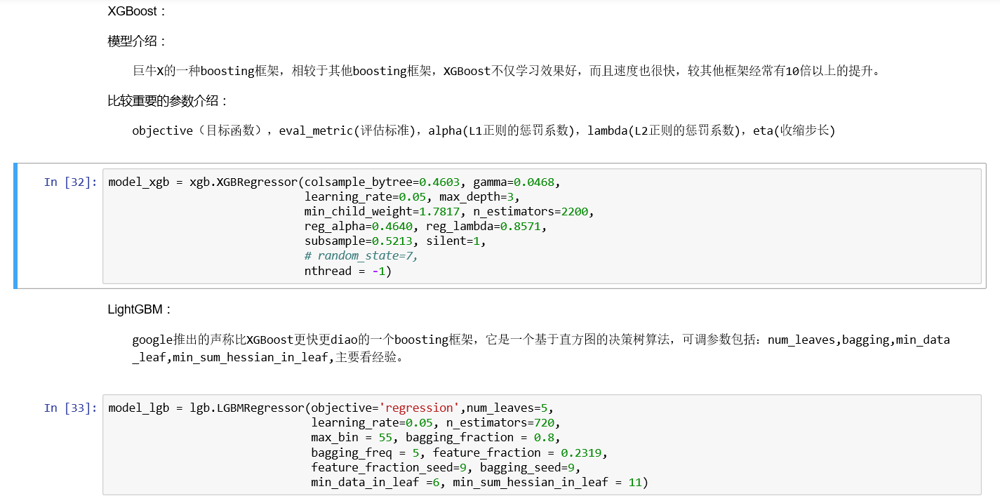 XGBoost：
模型介绍：
巨牛X的一种boosting框架，相较于其他boosting框架，XGBoost不仅学习效果好，而且速度也很快，较其他框架经常有10倍以上的提升。
比较重要的参数介绍：
objective（目标函数），eval_metric(评估标准)，alpha(L1正则的惩罚系数)，lambda(L2正则的惩罚系数)，eta(收缩步长)
In [32]: model_xgb = xgb.XGBRegressor(colsample_bytree=0.4603, gamma=0.0468,
learning_rate=0.05, max_depth=3,
min_child_weight=1.7817, n_estimators=2200,
reg_alpha=0.4640, reg_lambda=0.8571,
subsample=0.5213, silent=1,
# random_state=7,
nthread = -1)
LightGBM：
google推出的声称比XGBoost更快更diao的一个boosting框架，它是一个基于直方图的决策树算法，可调参数包括：num_leaves,bagging,min_data
_leaf,min_sum_hessian_in_leaf,主要看经验。
In [33]: model_lgb = lgb.LGBMRegressor(objective='regression',num_leaves=5,
learning_rate=0.05, n_estimators=720,
max_bin = 55, bagging_fraction = 0.8,
bagging_freq = 5, feature_fraction = 0.2319,
feature_fraction_seed=9, bagging_seed=9,
min_data_in_leaf =6, min_sum_hessian_in_leaf = 11)